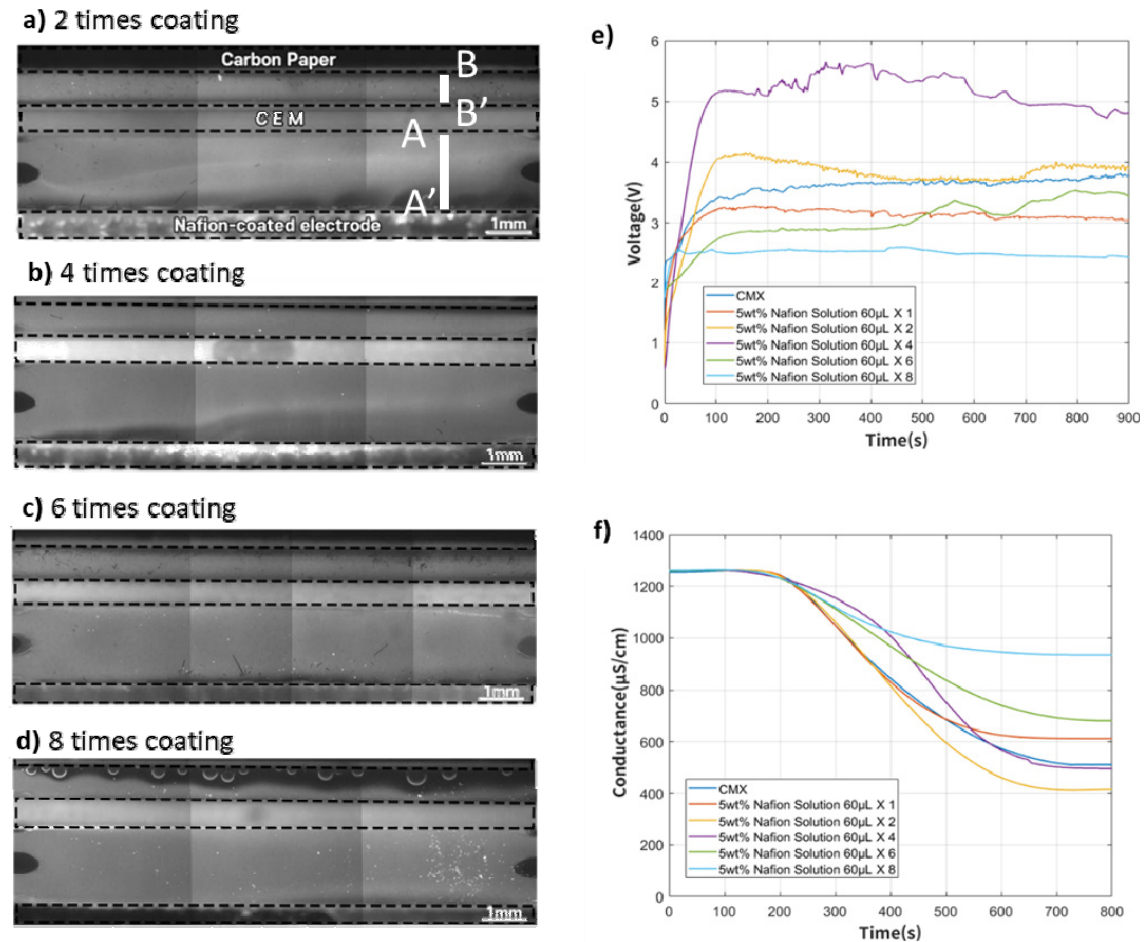 a) 2 times coating
Carbon Paper
B
B'
CEM
A
A'
Nafion-coated electrode
1mm
b) 4 times coating
1mm
c) 6 times coating
1mm
d) 8 times coating
1mm
e)
6
5
4
3
2
1
0
Voltage(V)
CMX
5wt% Nafion Solution 60µL X 1
5wt% Nafion Solution 60µL X 2
5wt% Nafion Solution 60µL X 4
5wt% Nafion Solution 60µL X 6
5wt% Nafion Solution 60µL X 8
0 100 200 300 400 500 600 700 800 900
Time(s)
f)
1400
1200
1000
800
600
400
200
0
Conductance(µS/cm)
CMX
5wt% Nafion Solution 60µL X 1
5wt% Nafion Solution 60µL X 2
5wt% Nafion Solution 60µL X 4
5wt% Nafion Solution 60µL X 6
5wt% Nafion Solution 60µL X 8
0 100 200 300 400 500 600 700 800
Time(s)